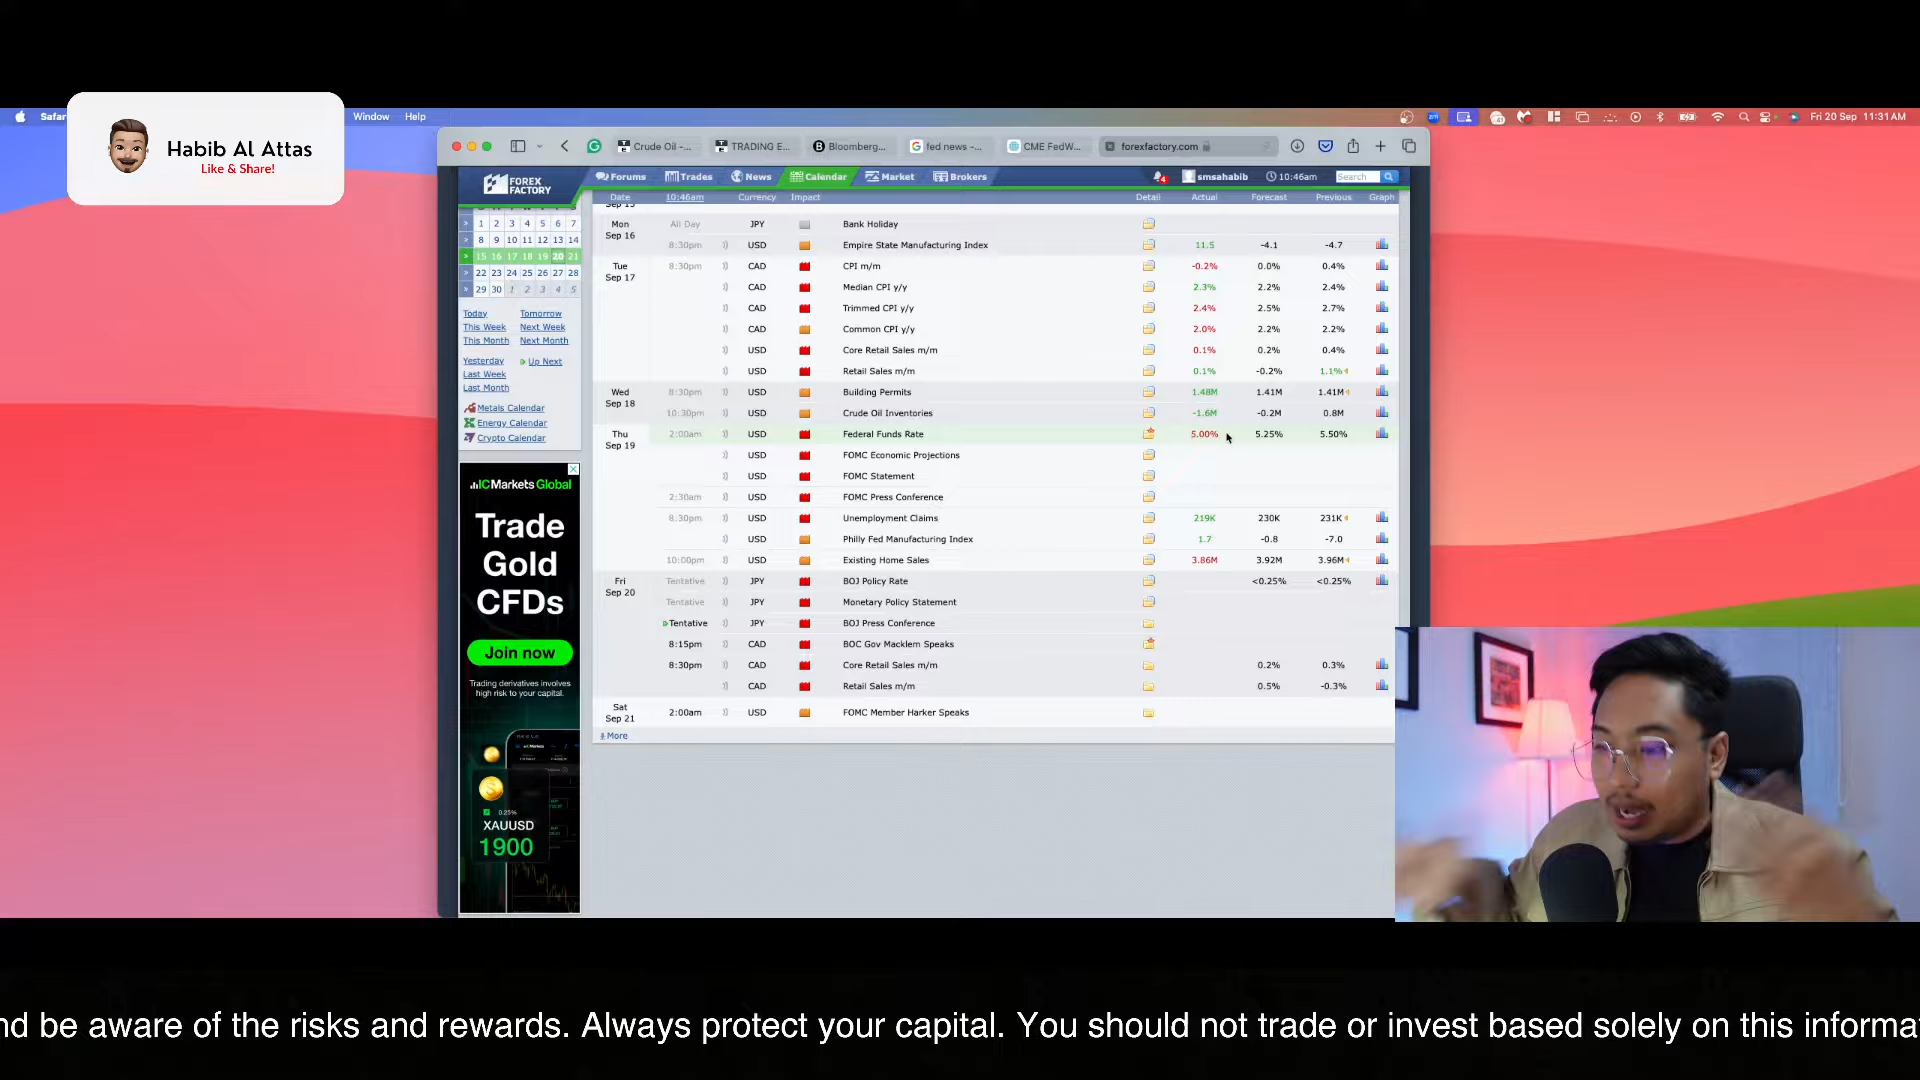 Habib Al Attas
Like & Share!
Safar
Window Help
Fri 20 Sep 11:31AM
Crude Oil -...
TRADING E...
Bloomberg...
fed news -...
CME FedW...
forexfactory.com
FOREX
FACTORY
Forums Trades News Calendar Market Brokers
4
smsahabib
10:46am
Search
Date 10:46am Currency Impact Detail Actual Forecast Previous Graph
> 1 2 3 4 5 6 7
> 8 9 10 11 12 13 14
> 15 16 17 18 19 20 21
> 22 23 24 25 26 27 28
> 29 30 1 2 3 4 5
Today Tomorrow
This Week Next Week
This Month Next Month
Yesterday Up Next
Last Week
Last Month
Metals Calendar
Energy Calendar
Crypto Calendar
Sep 15
Mon
Sep 16
All Day JPY Bank Holiday
8:30pm USD Empire State Manufacturing Index 11.5 -4.1 -4.7
Tue
Sep 17
8:30pm CAD CPI m/m -0.2% 0.0% 0.4%
CAD Median CPI y/y 2.3% 2.2% 2.4%
CAD Trimmed CPI y/y 2.4% 2.5% 2.7%
CAD Common CPI y/y 2.0% 2.2% 2.2%
USD Core Retail Sales m/m 0.1% 0.2% 0.4%
USD Retail Sales m/m 0.1% -0.2% 1.1%
Wed
Sep 18
8:30pm USD Building Permits 1.48M 1.41M 1.41M
10:30pm USD Crude Oil Inventories -1.6M -0.2M 0.8M
Thu
Sep 19
2:00am USD Federal Funds Rate 5.00% 5.25% 5.50%
USD FOMC Economic Projections
USD FOMC Statement
2:30am USD FOMC Press Conference
8:30pm USD Unemployment Claims 219K 230K 231K
USD Philly Fed Manufacturing Index 1.7 -0.8 -7.0
10:00pm USD Existing Home Sales 3.86M 3.92M 3.96M
Fri
Sep 20
Tentative JPY BOJ Policy Rate <0.25% <0.25%
Tentative JPY Monetary Policy Statement
Tentative JPY BOJ Press Conference
8:15pm CAD BOC Gov Macklem Speaks
8:30pm CAD Core Retail Sales m/m 0.2% 0.3%
CAD Retail Sales m/m 0.5% -0.3%
Sat
Sep 21
2:00am USD FOMC Member Harker Speaks
More
ICMarkets Global
Trade
Gold
CFDs
Join now
Trading derivatives involves
high risk to your capital.
0.25%
XAUUSD
1900
nd be aware of the risks and rewards. Always protect your capital. You should not trade or invest based solely on this informa